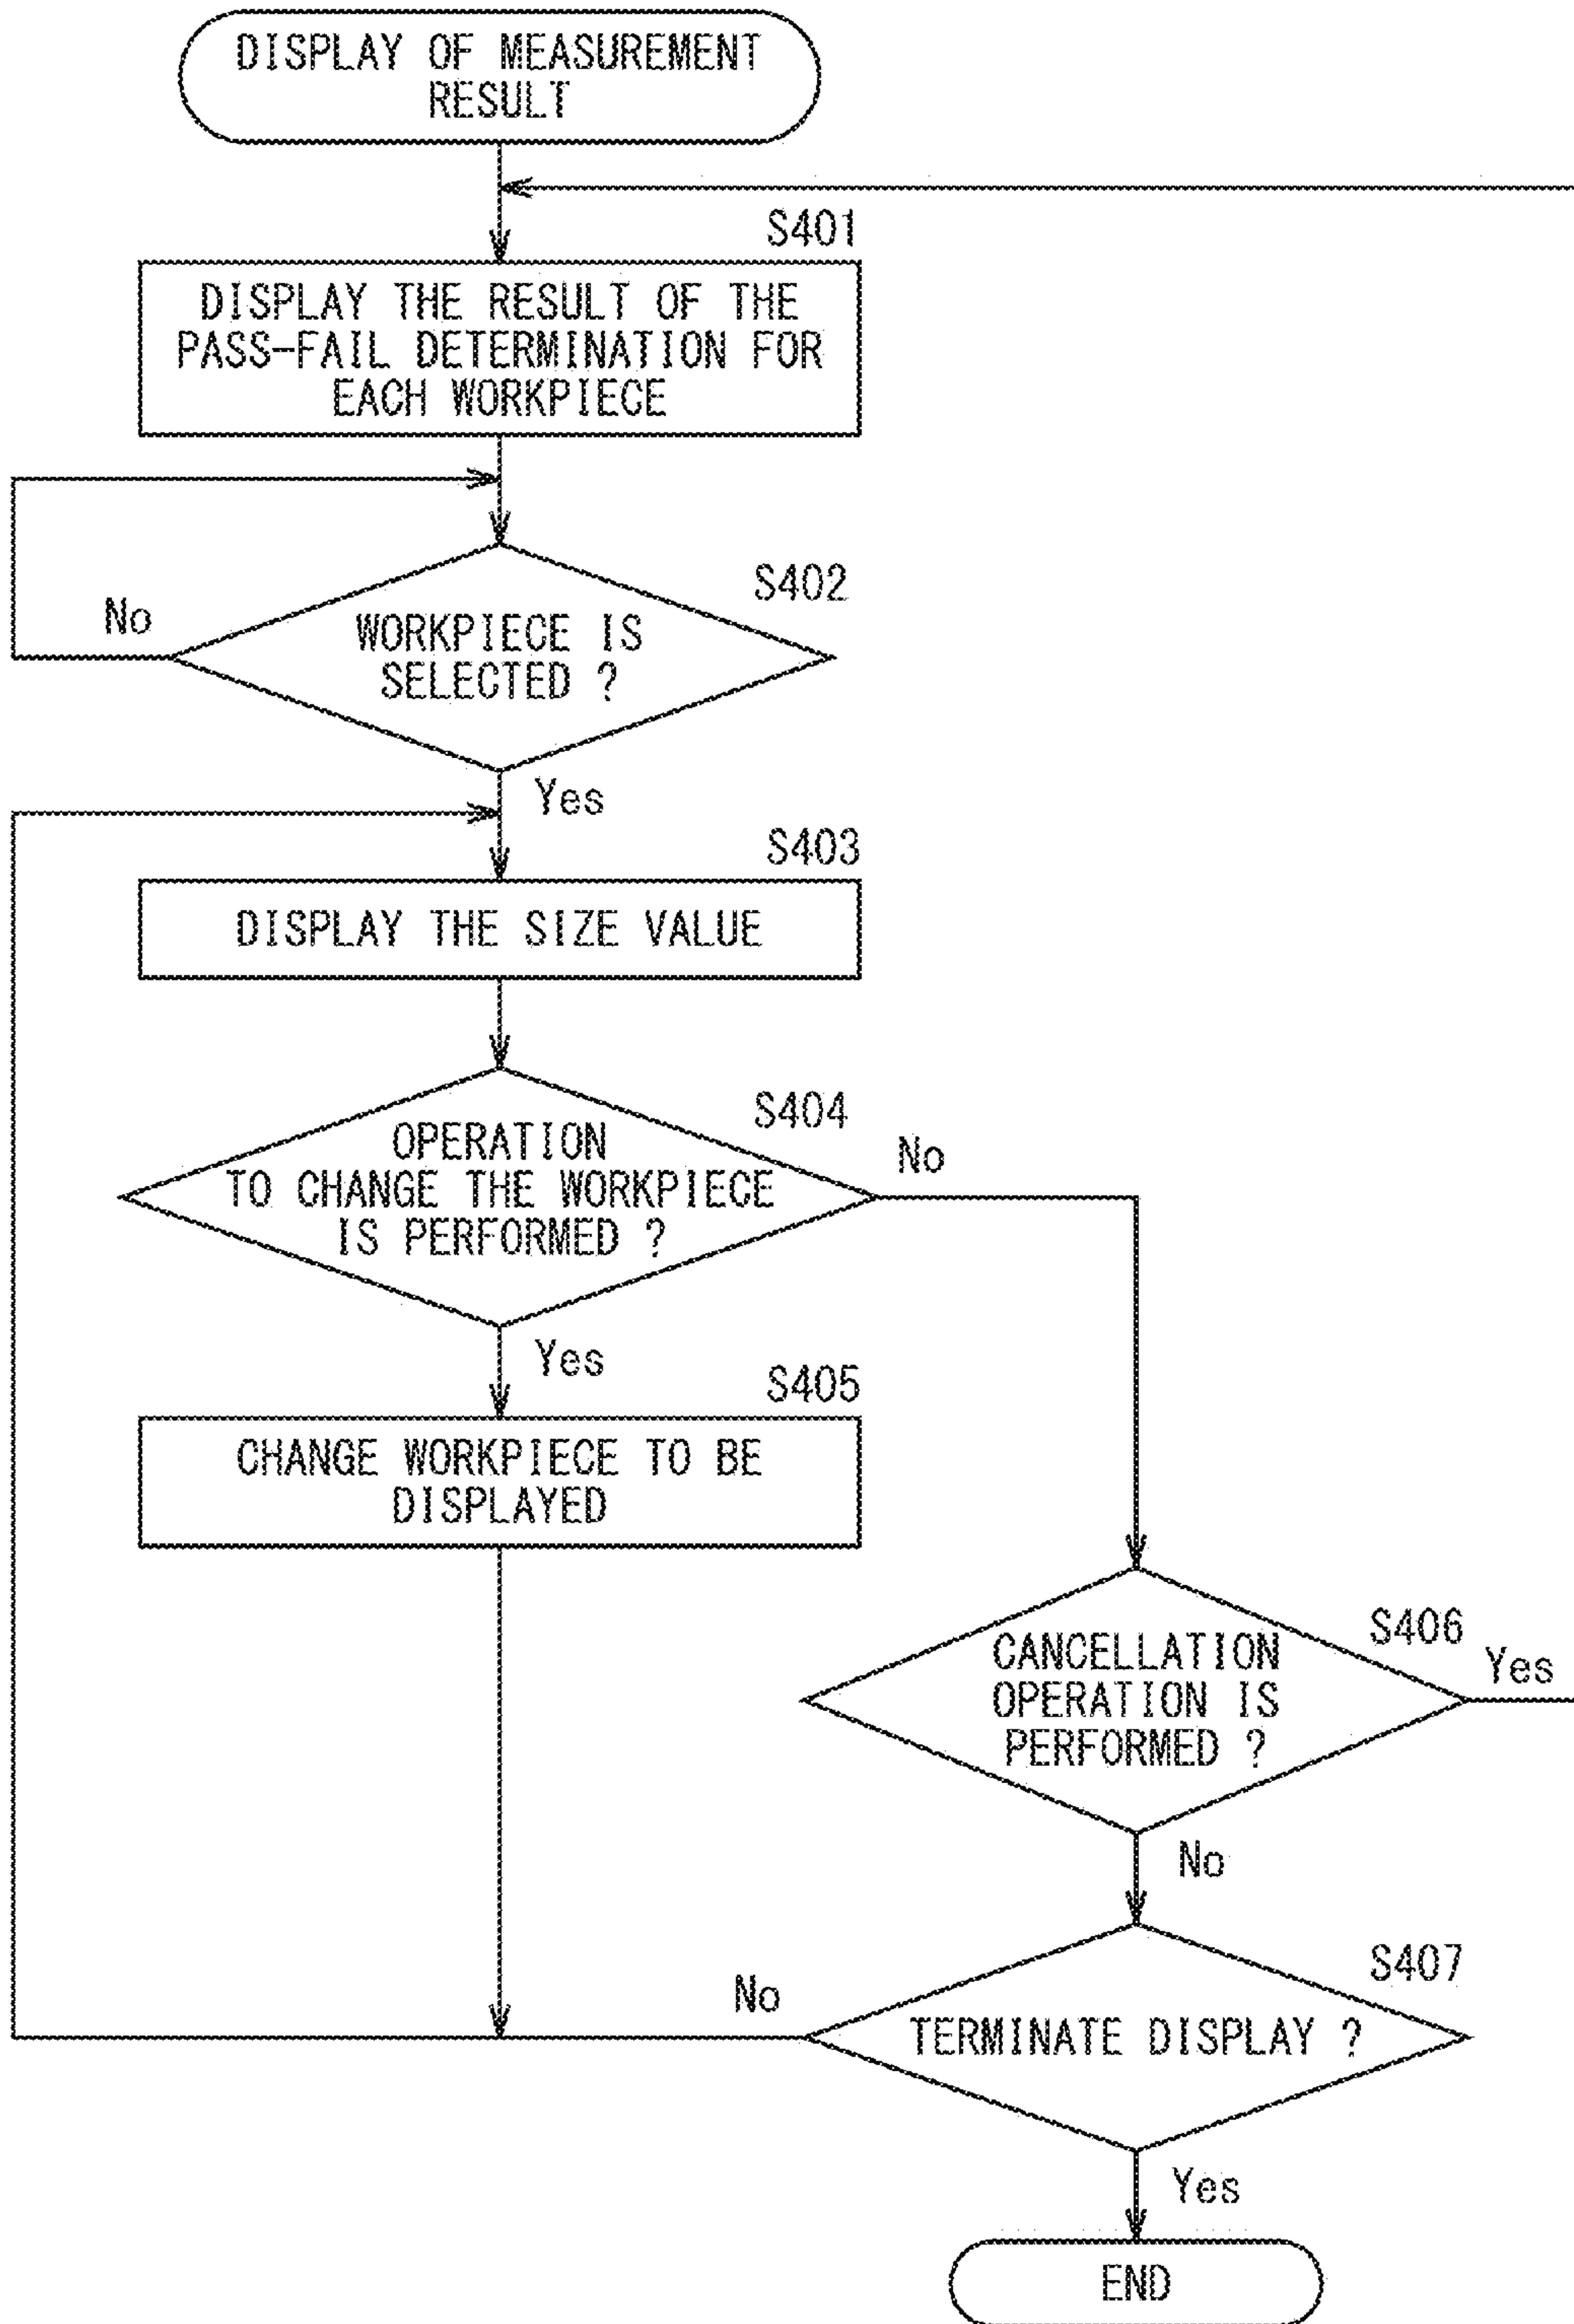 DISPLAY OF MEASUREMENT
RESULT
S401
DISPLAY THE RESULT OF THE
PASS-FAIL DETERMINATION FOR
EACH WORKPIECE
S402
No
WORKPIECE IS
SELECTED ?
Yes
S403
DISPLAY THE SIZE VALUE
S404
OPERATION
TO CHANGE THE WORKPIECE
IS PERFORMED ?
No
Yes
S405
CHANGE WORKPIECE TO BE
DISPLAYED
S406
CANCELLATION
OPERATION IS
PERFORMED ?
Yes
No
S407
No
TERMINATE DISPLAY ?
Yes
END